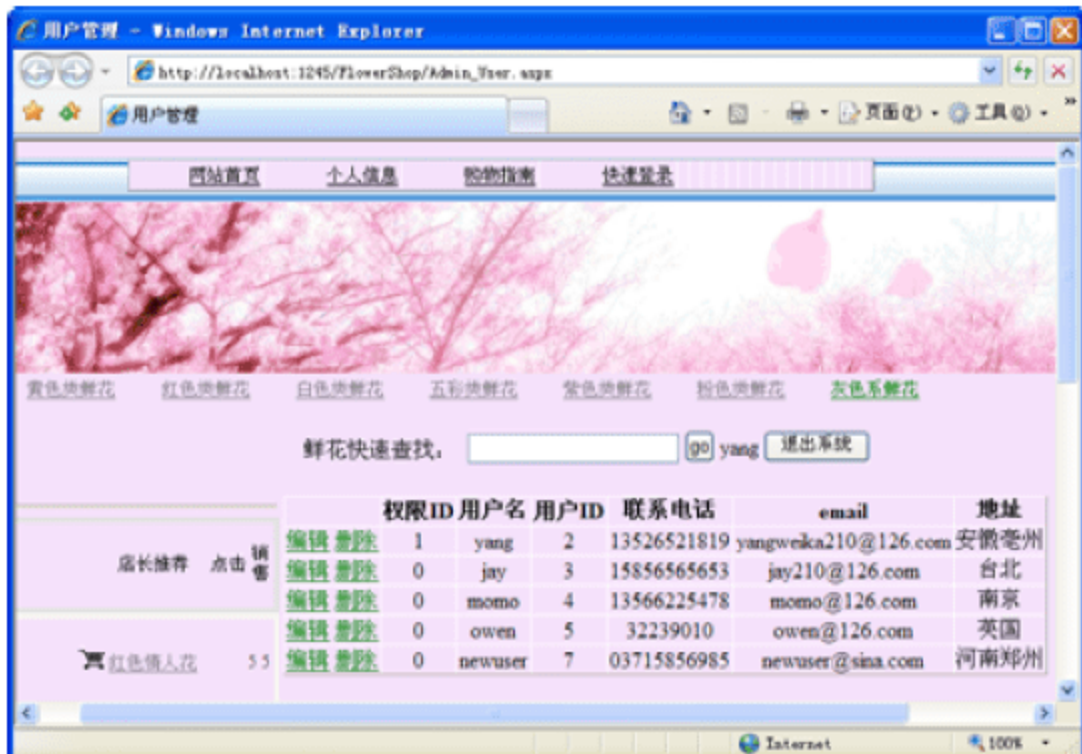 用户管理 - Windows Internet Explorer
http://localhost:1245/FlowerShop/Admin_User.aspx
用户管理 页面(P) 工具(O) »
网站首页 个人信息 购物指南 快速登录
黄色类鲜花 红色类鲜花 白色类鲜花 五彩类鲜花 紫色类鲜花 粉色类鲜花 灰色系鲜花
鲜花快速查找: go yang 退出系统
权限ID 用户名 用户ID 联系电话 email 地址
编辑 删除 1 yang 2 13526521819 yangweika210@126.com 安徽亳州
编辑 删除 0 jay 3 15856565653 jay210@126.com 台北
编辑 删除 0 momo 4 13566225478 momo@126.com 南京
编辑 删除 0 owen 5 32239010 owen@126.com 英国
编辑 删除 0 newuser 7 03715856985 newuser@sina.com 河南郑州
店长推荐 点击 销售
红色情人花 5 5
Internet 100%